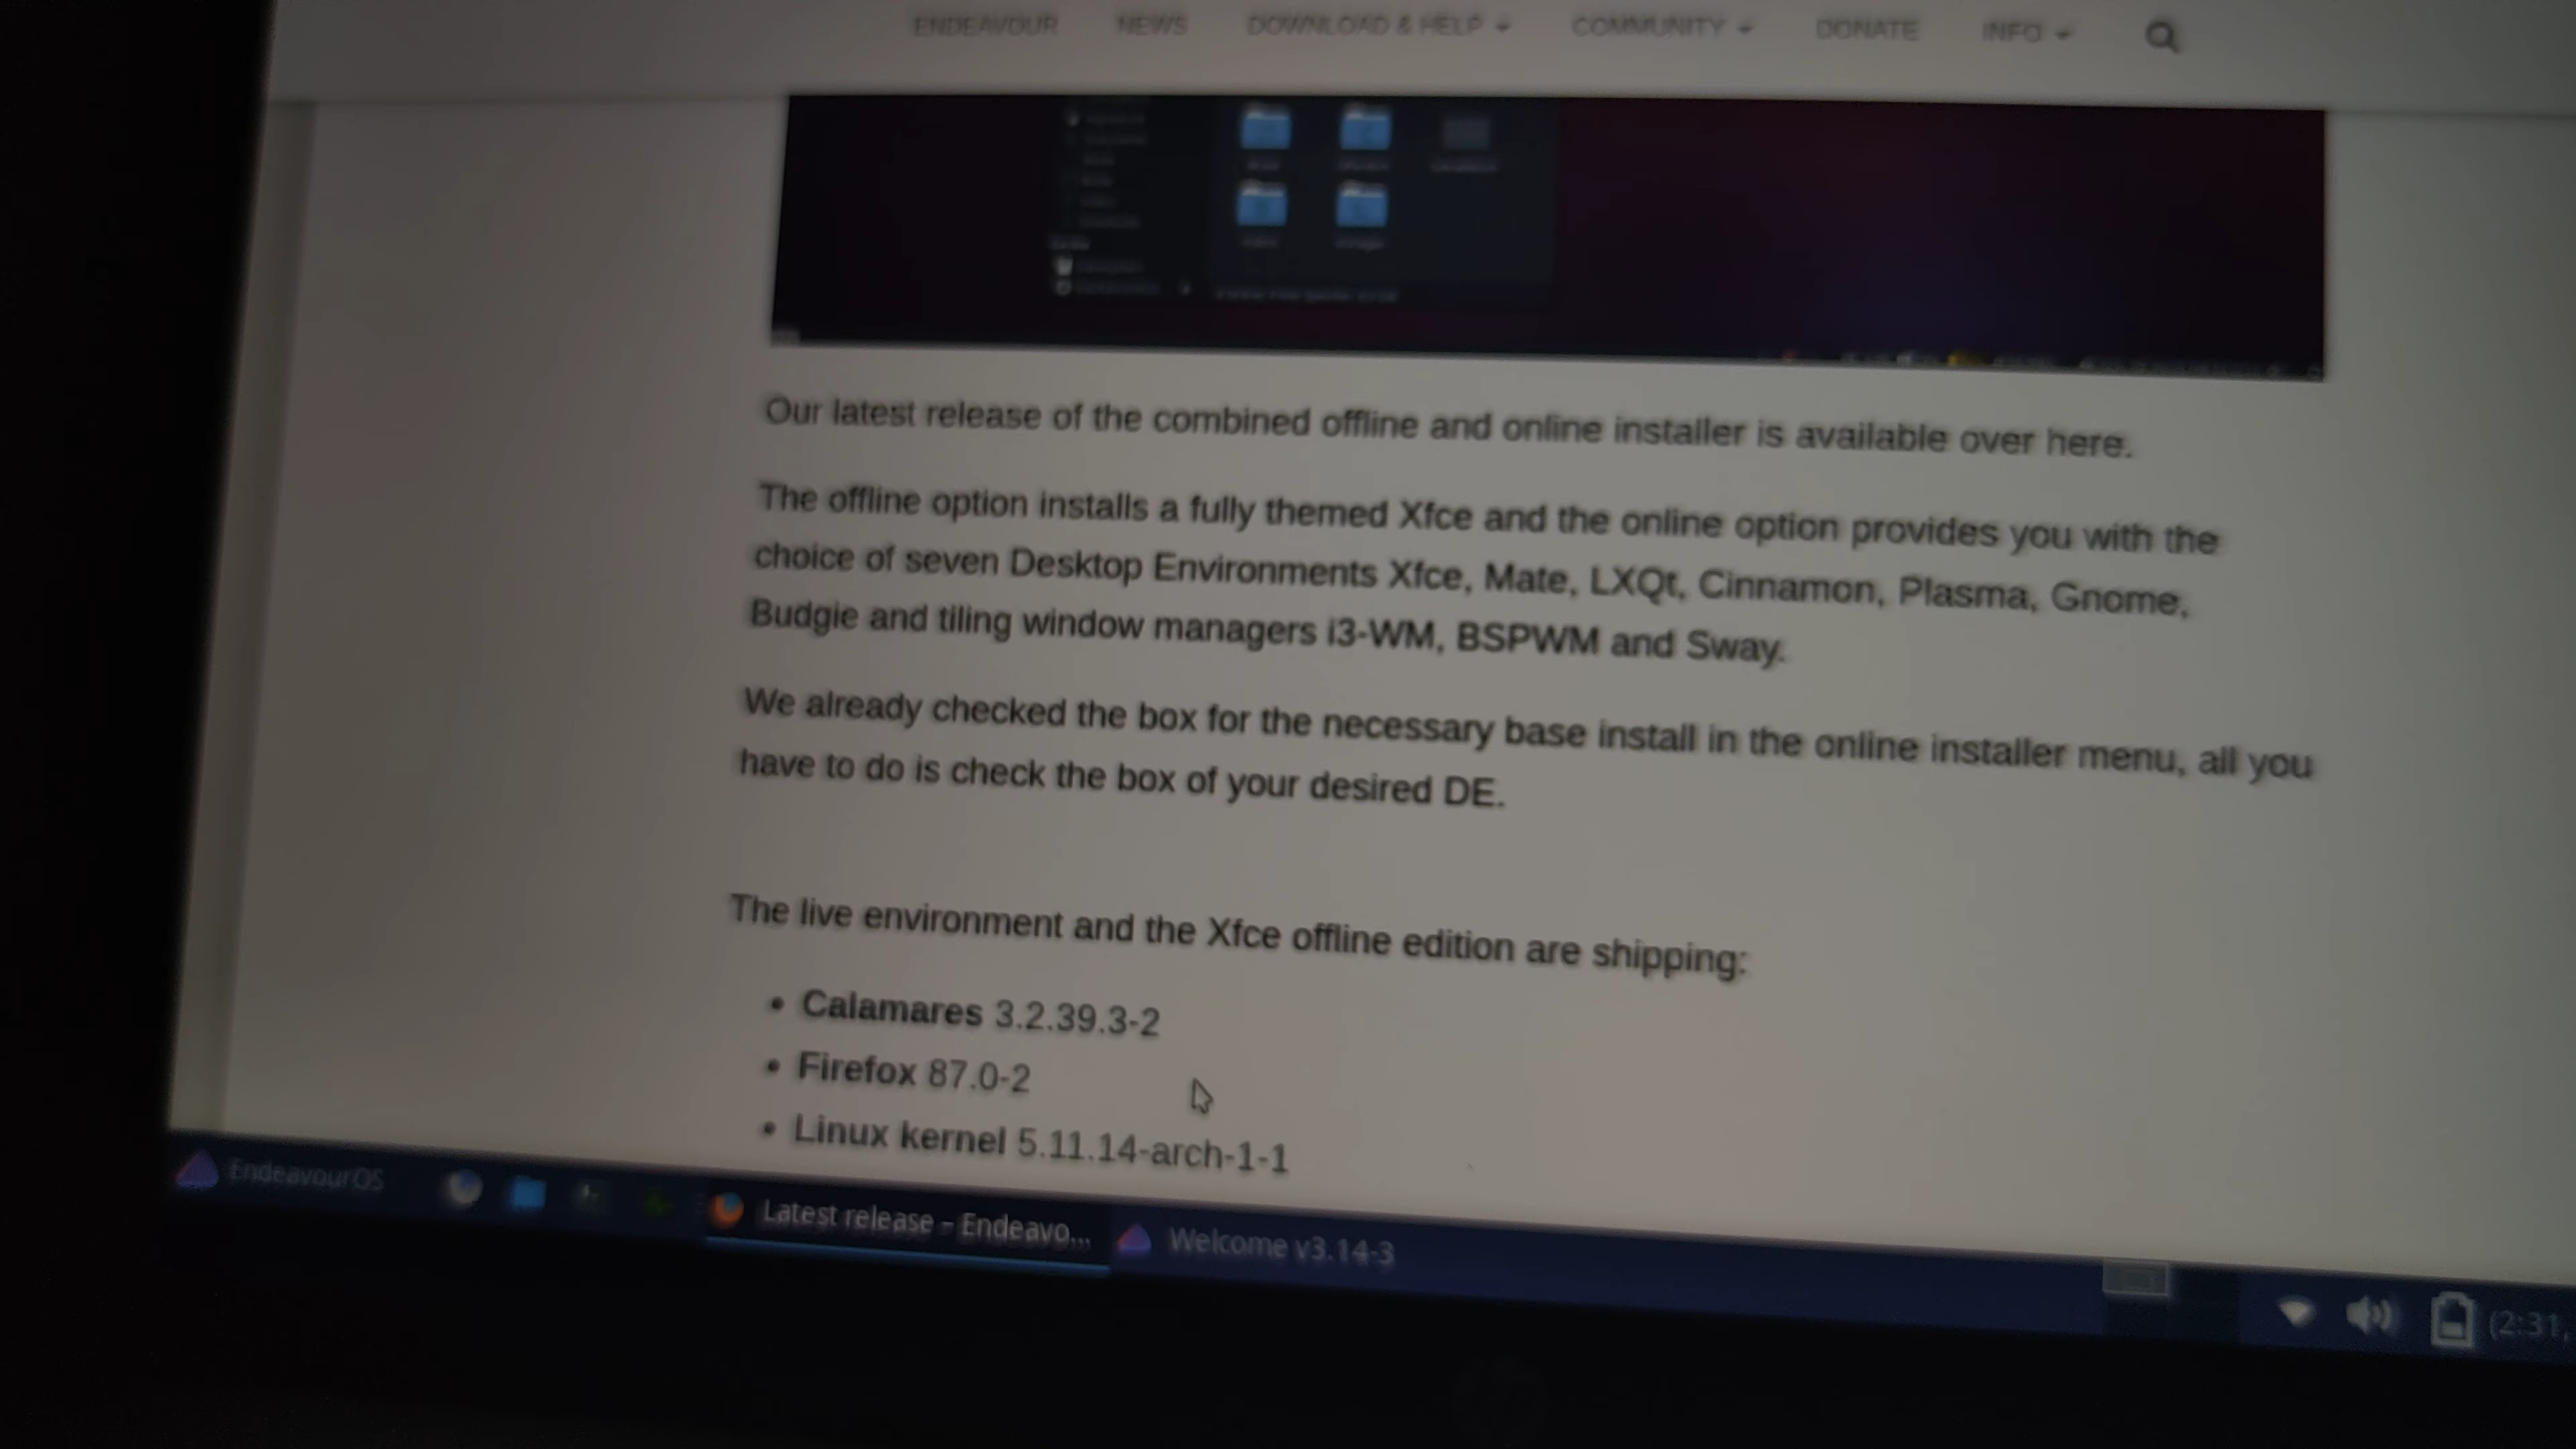 ENDEAVOUR NEWS DOWNLOAD & HELP COMMUNITY DONATE INFO
Our latest release of the combined offline and online installer is available over here.
The offline option installs a fully themed Xfce and the online option provides you with the
choice of seven Desktop Environments Xfce, Mate, LXQt, Cinnamon, Plasma, Gnome,
Budgie and tiling window managers i3-WM, BSPWM and Sway.
We already checked the box for the necessary base install in the online installer menu, all you
have to do is check the box of your desired DE.
The live environment and the Xfce offline edition are shipping:
• Calamares 3.2.39.3-2
• Firefox 87.0-2
• Linux kernel 5.11.14-arch-1-1
EndeavourOS Latest release – Endeavo... Welcome v3.14-3 (2:31,